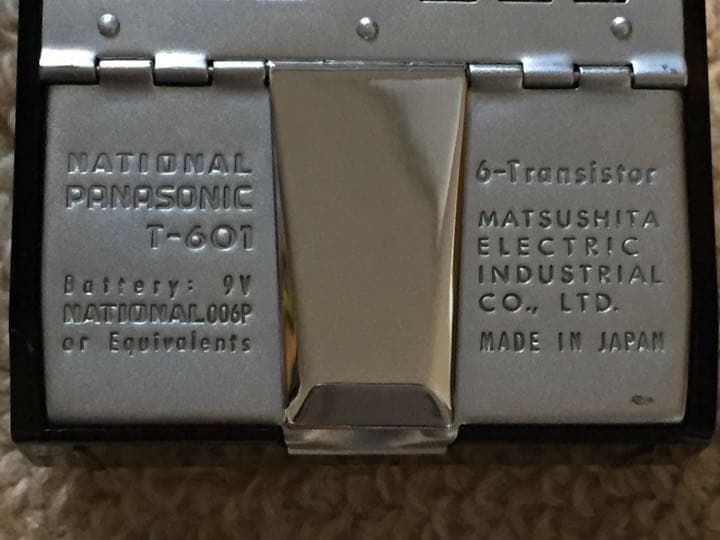 NATIONAL
PANASONIC
T-601
Battery: 9V
NATIONAL 006P
or Equivalents
6-Transistor
MATSUSHITA
ELECTRIC
INDUSTRIAL
CO., LTD.
MADE IN JAPAN